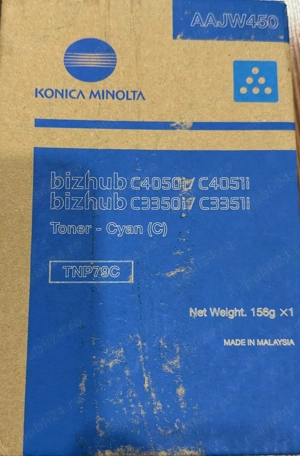 AAJW450
KONICA MINOLTA
bizhub C4050i/ C4051i
bizhub C3350i/ C3351i
Toner - Cyan (C)
TNP79C
Net Weight. 156g ×1
MADE IN MALAYSIA